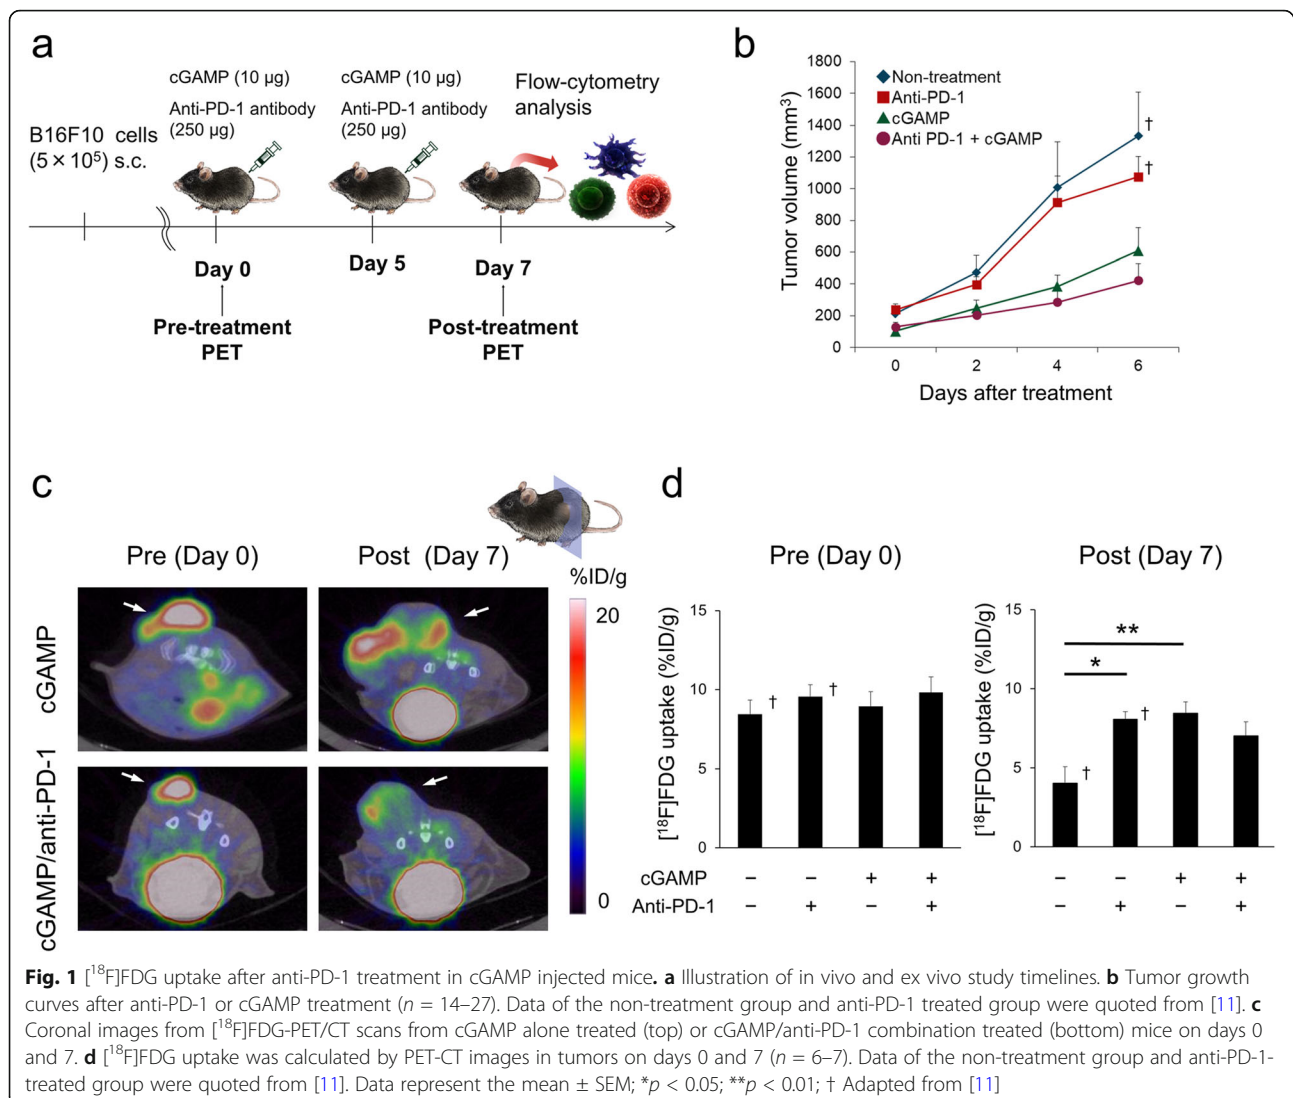 a
cGAMP (10 µg)
Anti-PD-1 antibody
(250 µg)
cGAMP (10 µg)
Anti-PD-1 antibody
(250 µg)
Flow-cytometry
analysis
B16F10 cells
(5 × 10⁵) s.c.
Day 0
Day 5
Day 7
Pre-treatment
PET
Post-treatment
PET
b
Tumor volume (mm³)
1800
1600
1400
1200
1000
800
600
400
200
0
Non-treatment
Anti-PD-1
cGAMP
Anti PD-1 + cGAMP
†
†
0 2 4 6
Days after treatment
c
Pre (Day 0)
Post (Day 7)
cGAMP
cGAMP/anti-PD-1
%ID/g
20
0
d
Pre (Day 0)
[¹⁸F]FDG uptake (%ID/g)
15
10
5
0
† †
Post (Day 7)
[¹⁸F]FDG uptake (%ID/g)
15
10
5
0
**
*
†
†
cGAMP − − + + − − + +
Anti-PD-1 − + − + − + − +
Fig. 1 [¹⁸F]FDG uptake after anti-PD-1 treatment in cGAMP injected mice. a Illustration of in vivo and ex vivo study timelines. b Tumor growth
curves after anti-PD-1 or cGAMP treatment (n = 14–27). Data of the non-treatment group and anti-PD-1 treated group were quoted from [11]. c
Coronal images from [¹⁸F]FDG-PET/CT scans from cGAMP alone treated (top) or cGAMP/anti-PD-1 combination treated (bottom) mice on days 0
and 7. d [¹⁸F]FDG uptake was calculated by PET-CT images in tumors on days 0 and 7 (n = 6–7). Data of the non-treatment group and anti-PD-1-
treated group were quoted from [11]. Data represent the mean ± SEM; *p < 0.05; **p < 0.01; † Adapted from [11]